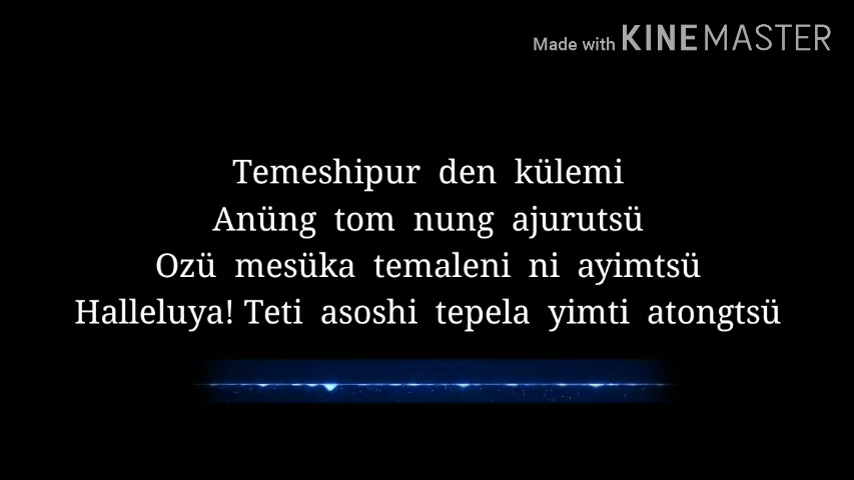 Made with KINEMASTER
Temeshipur den külemi
Anüng tom nung ajurutsü
Ozü mesüka temaleni ni ayimtsü
Halleluya! Teti asoshi tepela yimti atongtsü